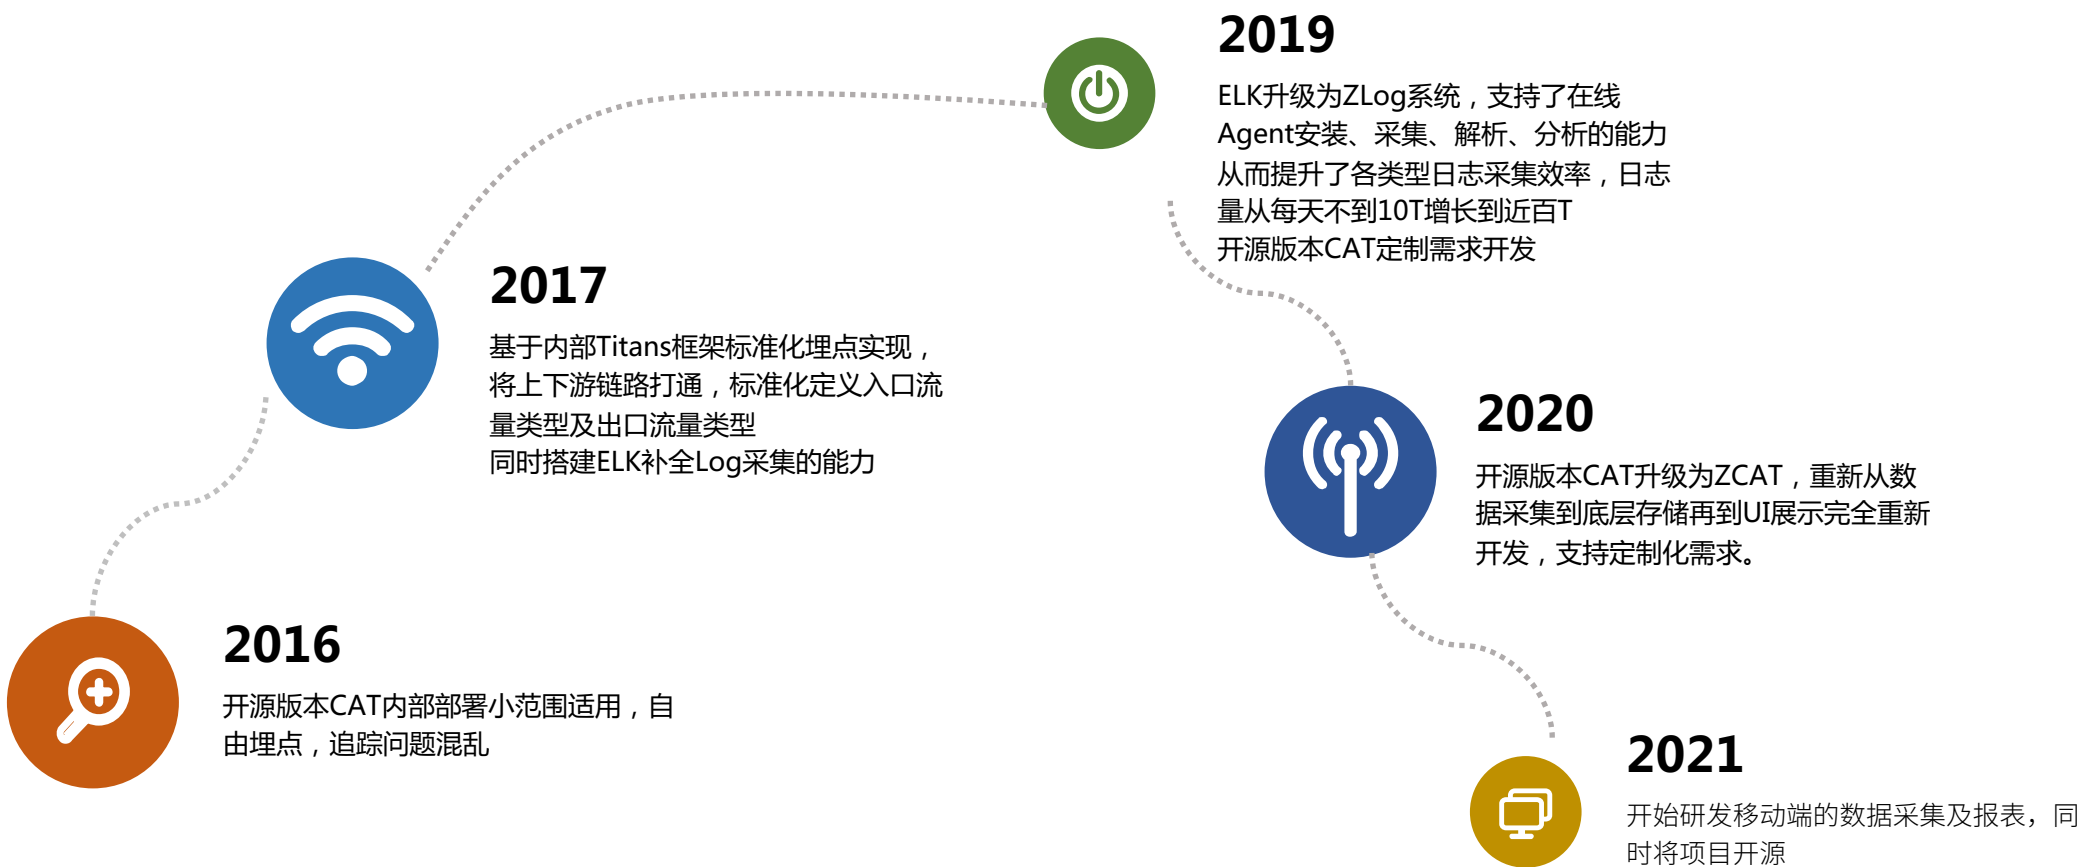 2016
开源版本CAT内部部署小范围适用，自
由埋点，追踪问题混乱
2017
基于内部Titans框架标准化埋点实现，
将上下游链路打通，标准化定义入口流
量类型及出口流量类型
同时搭建ELK补全Log采集的能力
2019
ELK升级为ZLog系统，支持了在线
Agent安装、采集、解析、分析的能力
从而提升了各类型日志采集效率，日志
量从每天不到10T增长到近百T
开源版本CAT定制需求开发
2020
开源版本CAT升级为ZCAT，重新从数
据采集到底层存储再到UI展示完全重新
开发，支持定制化需求。
2021
开始研发移动端的数据采集及报表，同
时将项目开源